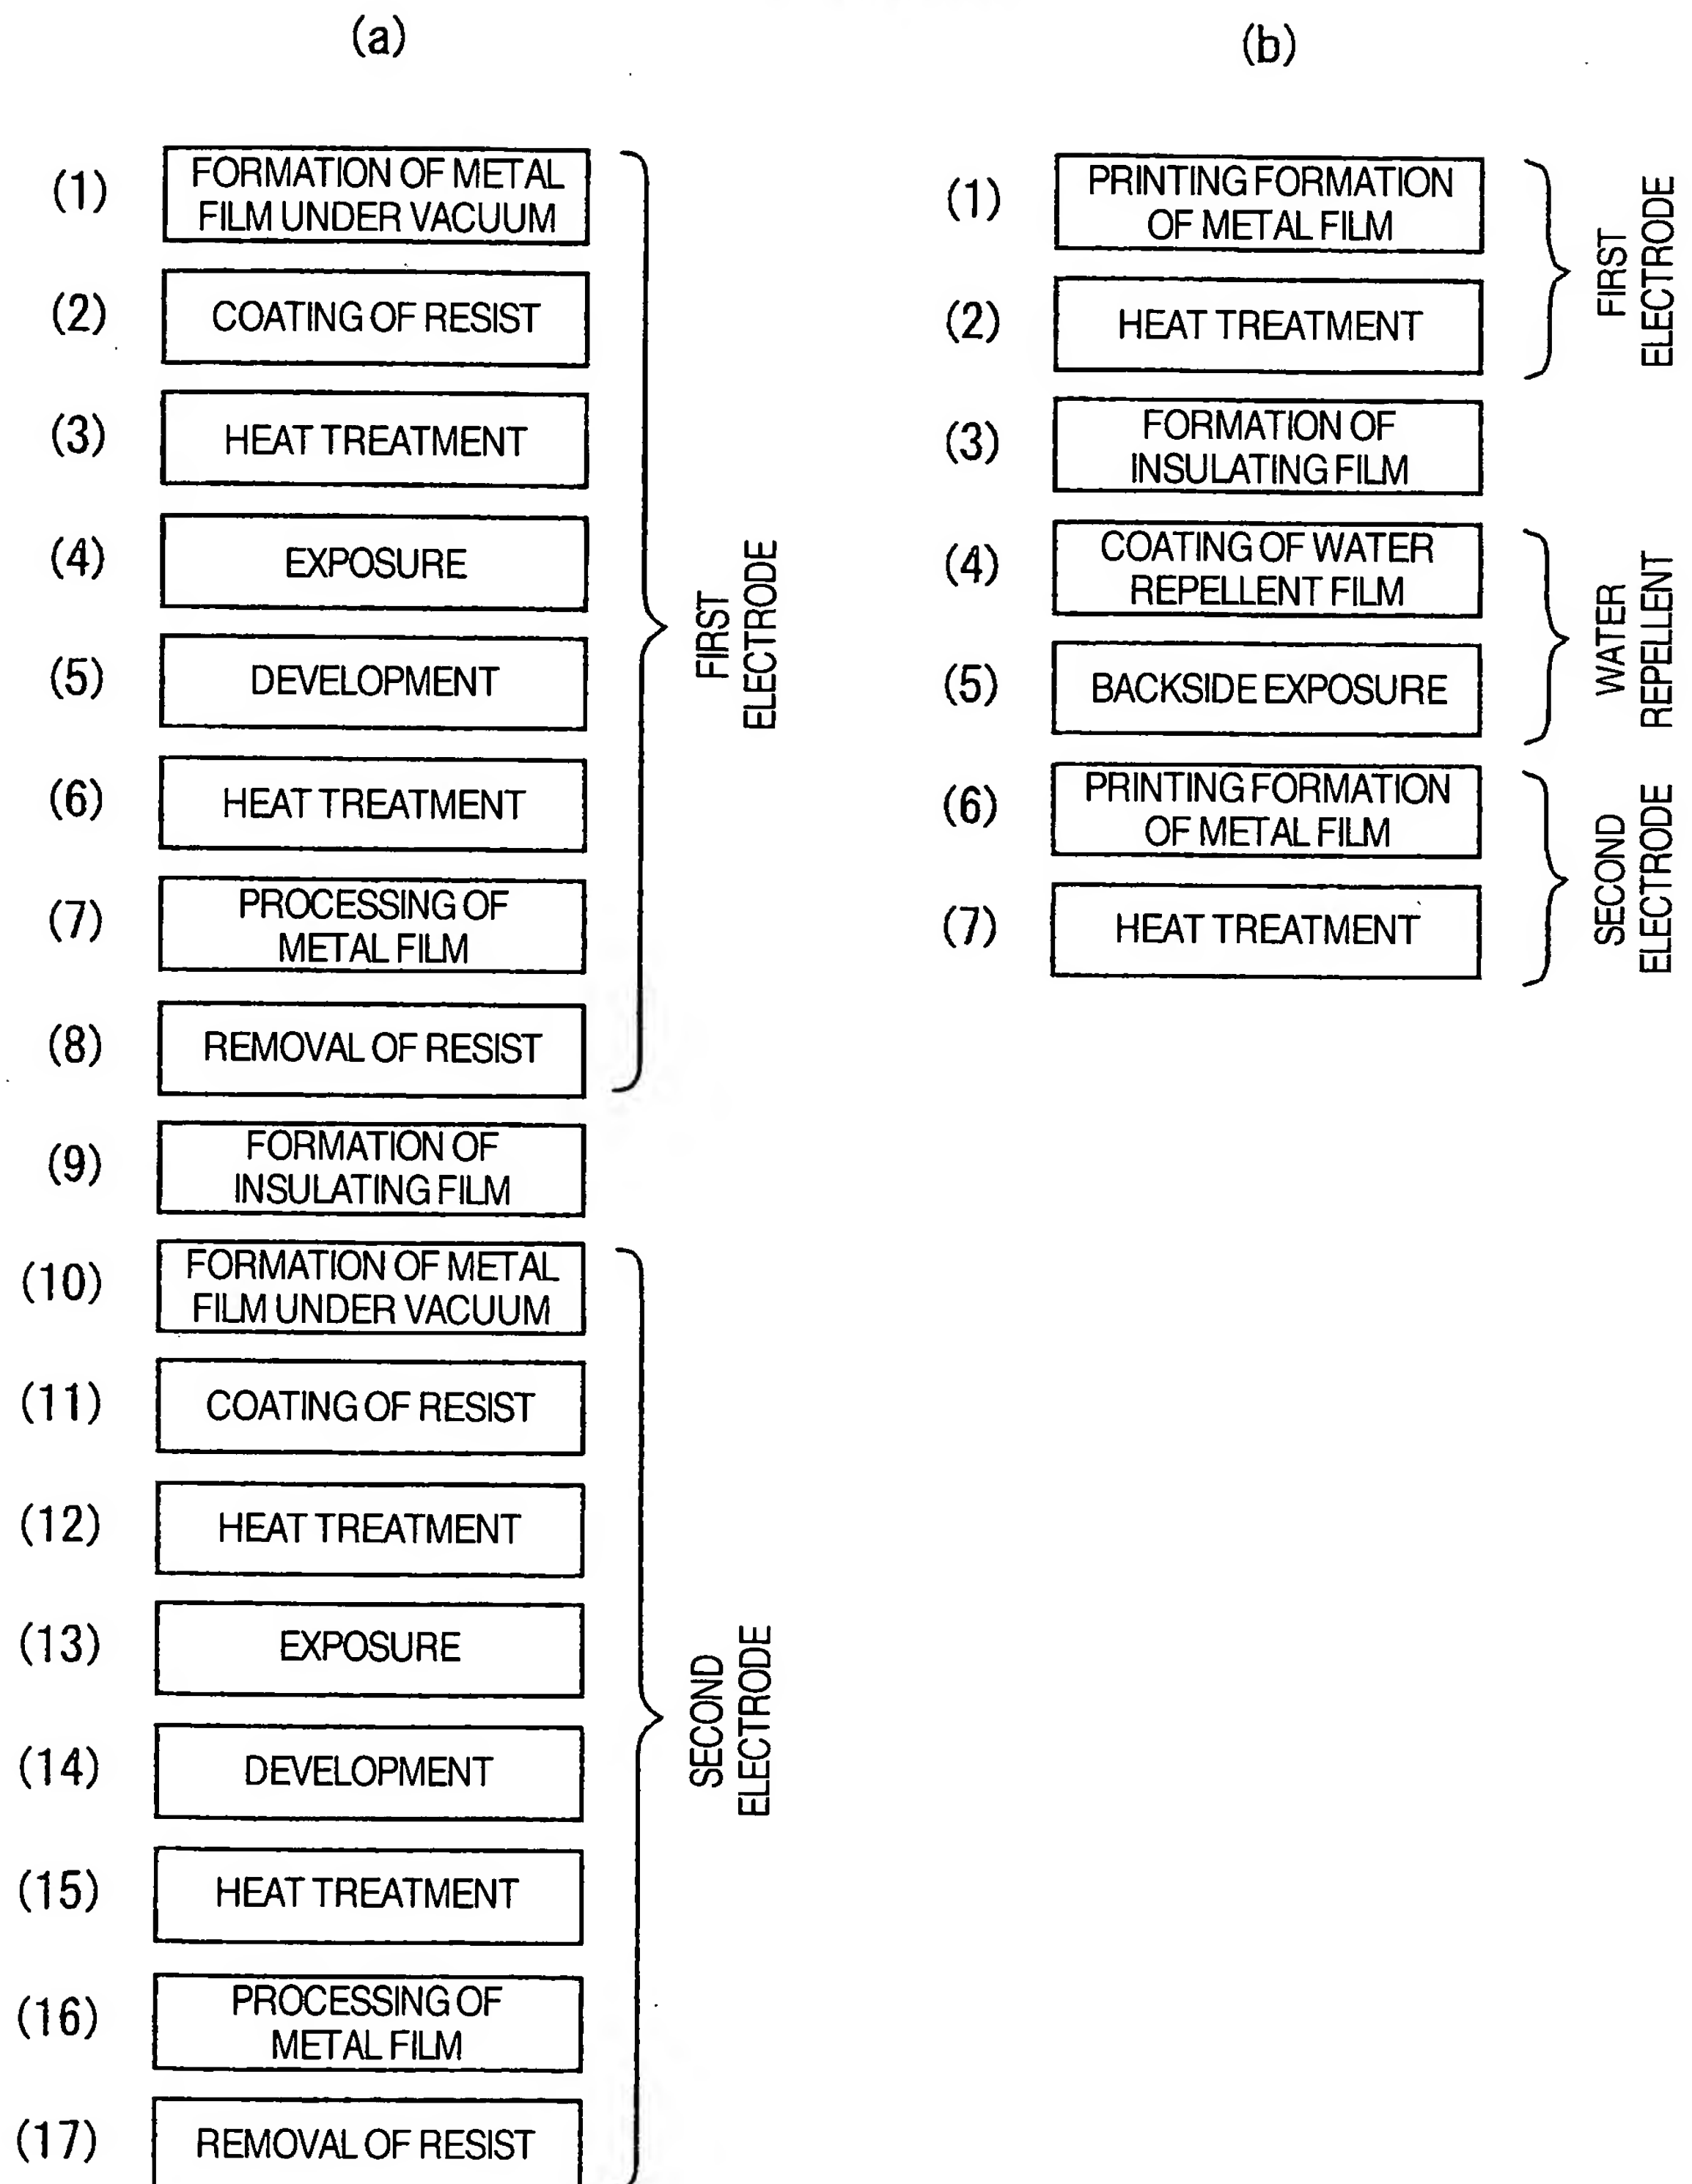 (a)
(1)
FORMATION OF METAL
FILM UNDER VACUUM
(2)
COATING OF RESIST
(3)
HEAT TREATMENT
(4)
EXPOSURE
(5)
DEVELOPMENT
(6)
HEAT TREATMENT
(7)
PROCESSING OF
METAL FILM
(8)
REMOVAL OF RESIST
FIRST
ELECTRODE
(9)
FORMATION OF
INSULATING FILM
(10)
FORMATION OF METAL
FILM UNDER VACUUM
(11)
COATING OF RESIST
(12)
HEAT TREATMENT
(13)
EXPOSURE
(14)
DEVELOPMENT
(15)
HEAT TREATMENT
(16)
PROCESSING OF
METAL FILM
(17)
REMOVAL OF RESIST
SECOND
ELECTRODE
(b)
(1)
PRINTING FORMATION
OF METAL FILM
(2)
HEAT TREATMENT
FIRST
ELECTRODE
(3)
FORMATION OF
INSULATING FILM
(4)
COATING OF WATER
REPELLENT FILM
(5)
BACKSIDE EXPOSURE
WATER
REPELLENT
(6)
PRINTING FORMATION
OF METAL FILM
(7)
HEAT TREATMENT
SECOND
ELECTRODE